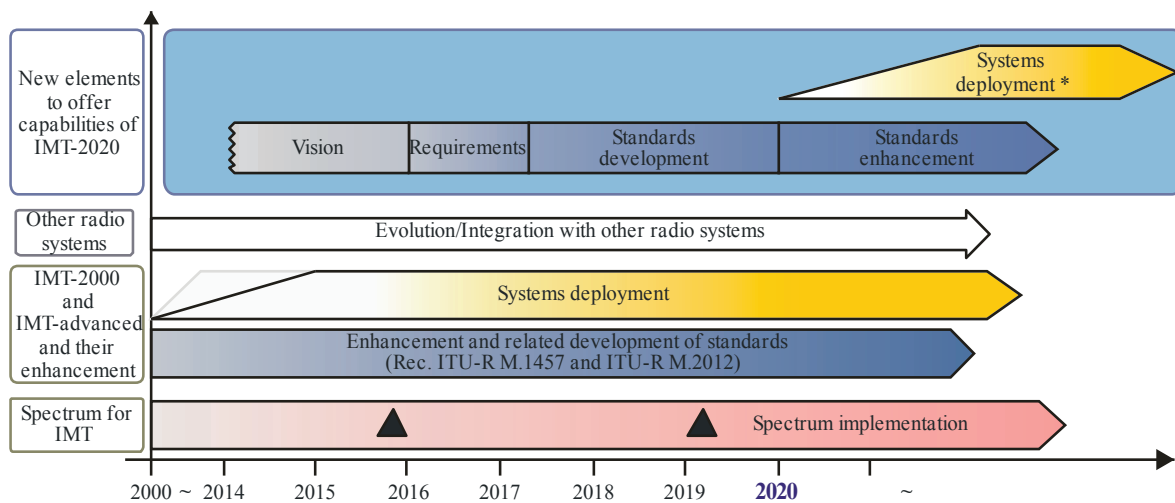 New elements
to offer
capabilities of
IMT-2020
Systems
deployment *
Vision
Requirements
Standards
development
Standards
enhancement
Other radio
systems
Evolution/Integration with other radio systems
IMT-2000
and
IMT-advanced
and their
enhancement
Systems deployment
Enhancement and related development of standards
(Rec. ITU-R M.1457 and ITU-R M.2012)
Spectrum for
IMT
Spectrum implementation
2000 ~ 2014 2015 2016 2017 2018 2019 2020 ~